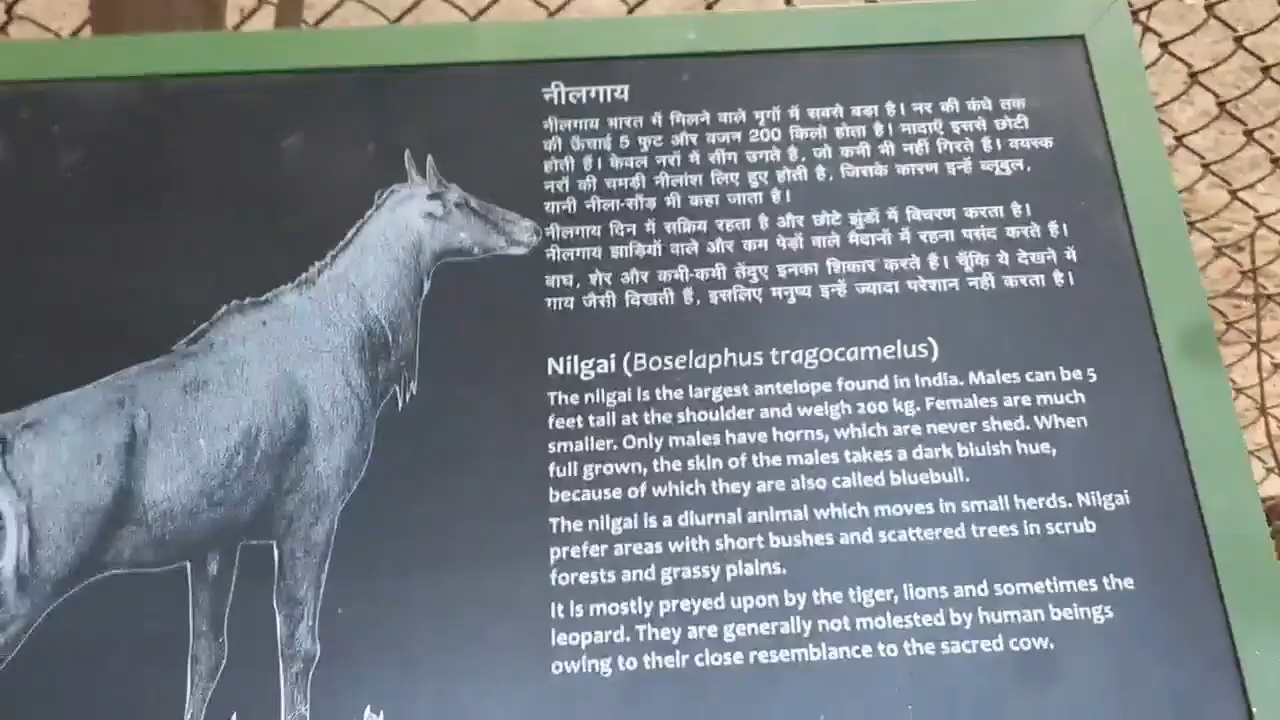 नीलगाय
नीलगाय भारत में मिलने वाले मृगों में सबसे बड़ा है। नर की कंधे तक
की ऊँचाई 5 फुट और वजन 200 किलो होता है। मादाएँ इससे छोटी
होती हैं। केवल नरों में सींग उगते हैं, जो कभी भी नहीं गिरते हैं। वयस्क
नरों की चमड़ी नीलांश लिए हुए होती है, जिसके कारण इन्हें ब्लूबुल,
यानी नीला-साँड़ भी कहा जाता है।
नीलगाय दिन में सक्रिय रहता है और छोटे झुंडों में विचरण करता है।
नीलगाय झाड़ियों वाले और कम पेड़ों वाले मैदानों में रहना पसंद करते हैं।
बाघ, शेर और कभी-कभी तेंदुए इनका शिकार करते हैं। चूँकि ये देखने में
गाय जैसी दिखती हैं, इसलिए मनुष्य इन्हें ज्यादा परेशान नहीं करता है।
Nilgai (Boselaphus tragocamelus)
The nilgai is the largest antelope found in India. Males can be 5
feet tall at the shoulder and weigh 200 kg. Females are much
smaller. Only males have horns, which are never shed. When
full grown, the skin of the males takes a dark bluish hue,
because of which they are also called bluebull.
The nilgai is a diurnal animal which moves in small herds. Nilgai
prefer areas with short bushes and scattered trees in scrub
forests and grassy plains.
It is mostly preyed upon by the tiger, lions and sometimes the
leopard. They are generally not molested by human beings
owing to their close resemblance to the sacred cow.